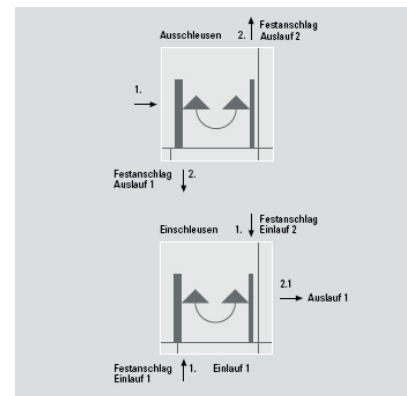 Ausschleusen 2. Festanschlag
Auslauf 2
1.
Festanschlag 2.
Auslauf 1
Einschleusen 1. Festanschlag
Einlauf 2
2.1
Auslauf 1
Festanschlag 1. Einlauf 1
Einlauf 1